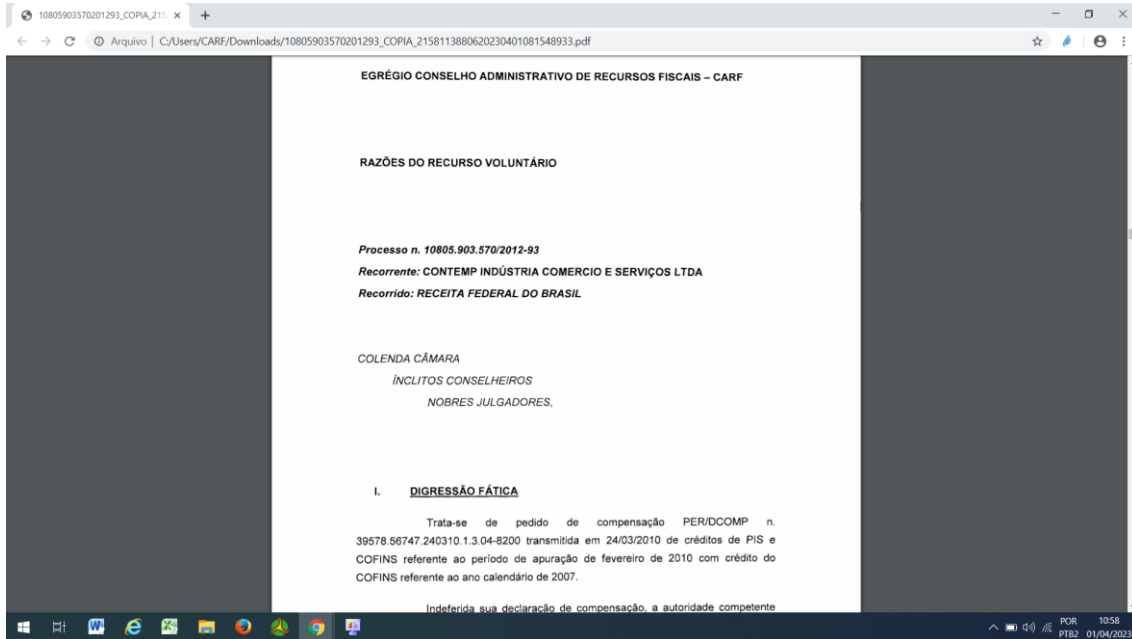 10805903570201293_COPIA_215
Arquivo | C:/Users/CARF/Downloads/10805903570201293_COPIA_2158113880620230401081548933.pdf
EGRÉGIO CONSELHO ADMINISTRATIVO DE RECURSOS FISCAIS – CARF
RAZÕES DO RECURSO VOLUNTÁRIO
Processo n. 10805.903.570/2012-93
Recorrente: CONTEMP INDÚSTRIA COMERCIO E SERVIÇOS LTDA
Recorrido: RECEITA FEDERAL DO BRASIL
COLENDA CÂMARA
ÍNCLITOS CONSELHEIROS
NOBRES JULGADORES,
I. DIGRESSÃO FÁTICA
Trata-se de pedido de compensação PER/DCOMP n.
39578.56747.240310.1.3.04-8200 transmitida em 24/03/2010 de créditos de PIS e
COFINS referente ao período de apuração de fevereiro de 2010 com crédito do
COFINS referente ao ano calendário de 2007.
Indeferida sua declaração de compensação, a autoridade competente
POR 10:58
PTB2 01/04/2023